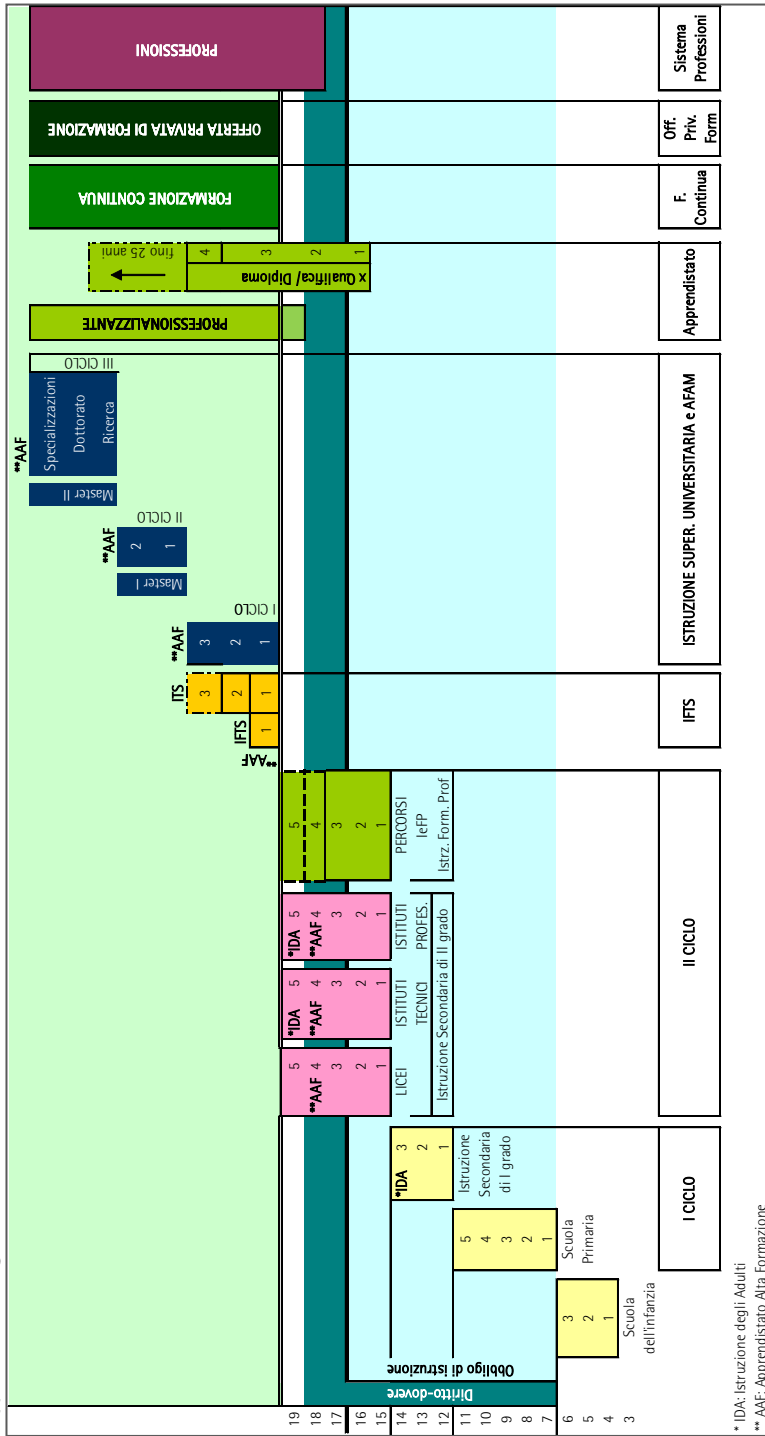 19
18
17
16
15
14
13
12
11
10
9
8
7
6
5
4
3
Diritto-dovere
Obbligo di istruzione
3
2
1
Scuola
dell'infanzia
5
4
3
2
1
Scuola
Primaria
*IDA
3
2
1
Istruzione
Secondaria
di I grado
I CICLO
5
**AAF 4
3
2
1
LICEI
*IDA 5
**AAF 4
3
2
1
ISTITUTI
TECNICI
*IDA 5
**AAF 4
3
2
1
ISTITUTI
PROFES.
Istruzione Secondaria di II grado
5
4
3
2
1
PERCORSI
IeFP
Istrz. Form. Prof
II CICLO
**AAF
IFTS
1
ITS
3
2
1
IFTS
**AAF
3
2
1
I CICLO
Master I
**AAF
2
1
II CICLO
Master II
**AAF
Specializzazioni
Dottorato
Ricerca
III CICLO
ISTRUZIONE SUPER. UNIVERSITARIA e AFAM
PROFESSIONALIZZANTE
x Qualifica/ Diploma
fino 25 anni
4
3
2
1
Apprendistato
FORMAZIONE CONTINUA
F.
Continua
OFFERTA PRIVATA DI FORMAZIONE
Off.
Priv.
Form
PROFESSIONI
Sistema
Professioni
* IDA: Istruzione degli Adulti
** AAF: Apprendistato Alta Formazione